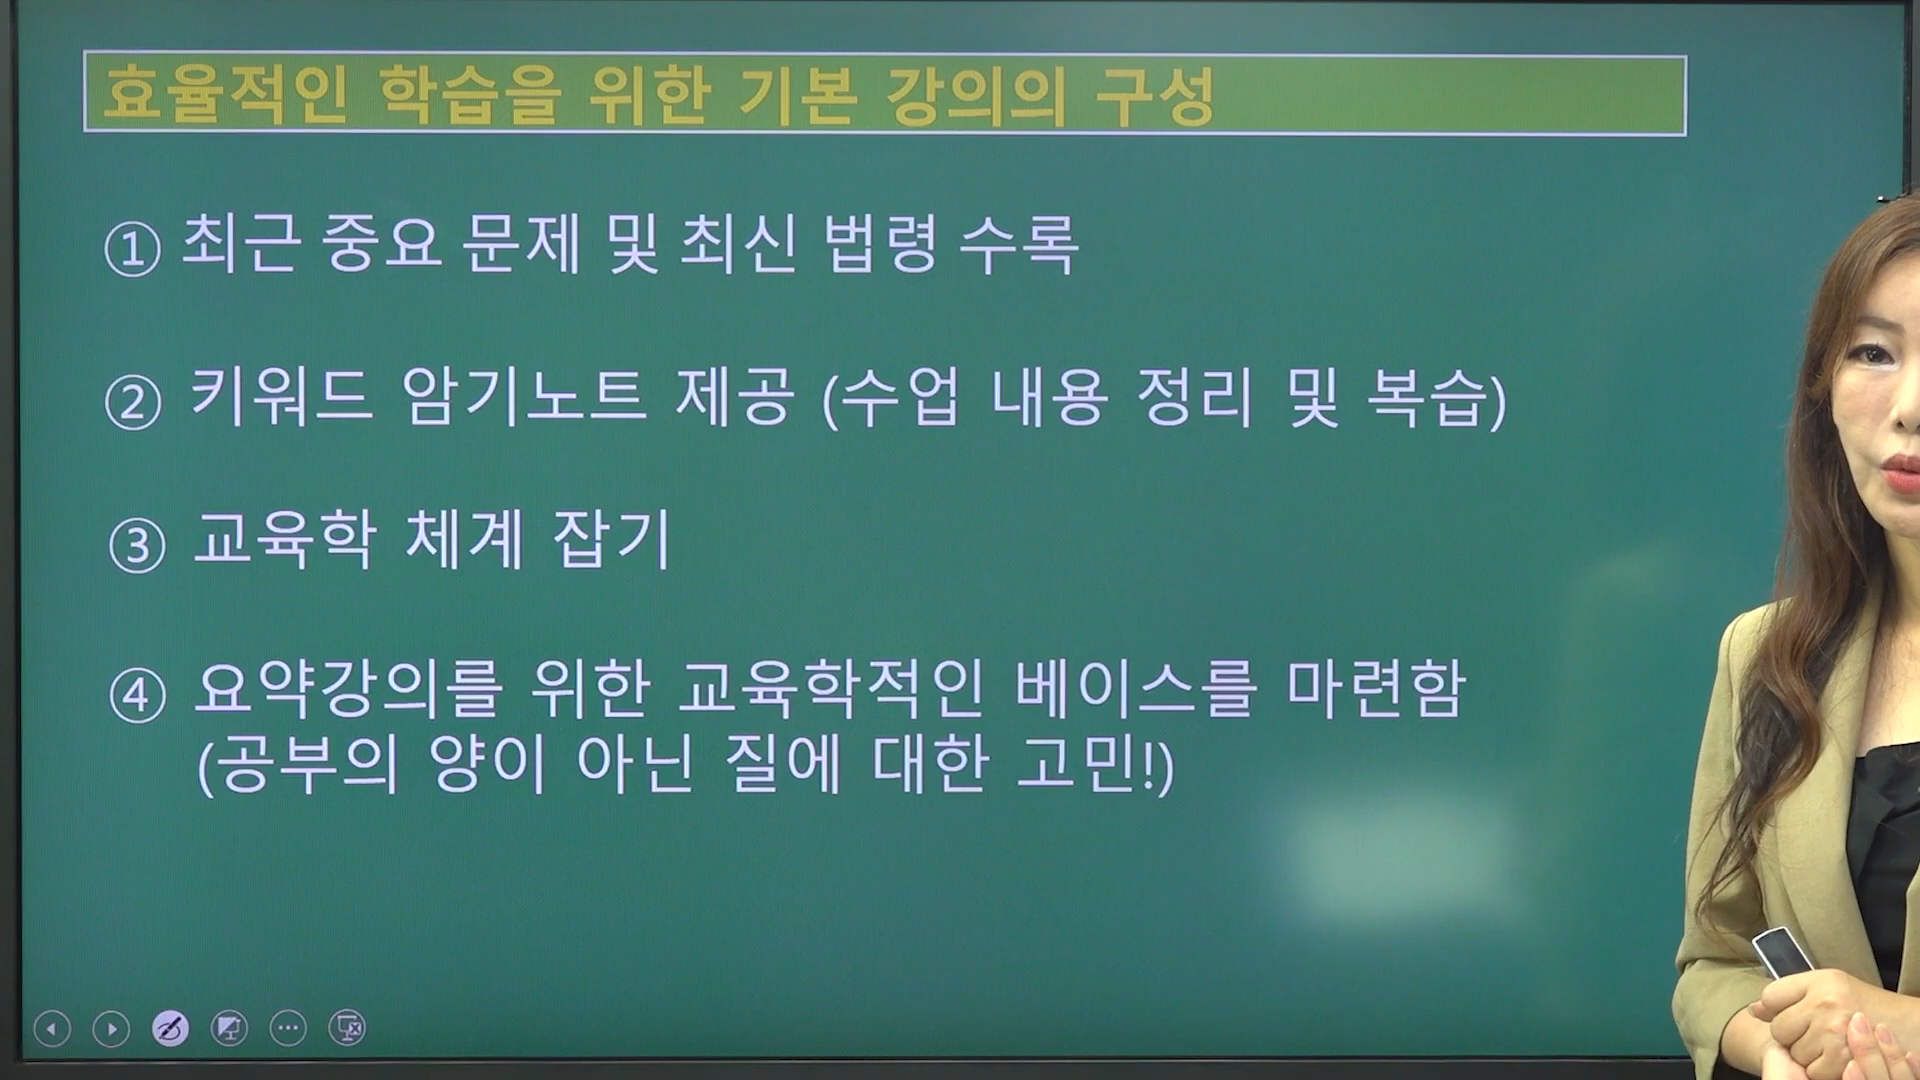 효율적인 학습을 위한 기본 강의의 구성
① 최근 중요 문제 및 최신 법령 수록
② 키워드 암기노트 제공 (수업 내용 정리 및 복습)
③ 교육학 체계 잡기
④ 요약강의를 위한 교육학적인 베이스를 마련함
(공부의 양이 아닌 질에 대한 고민!)